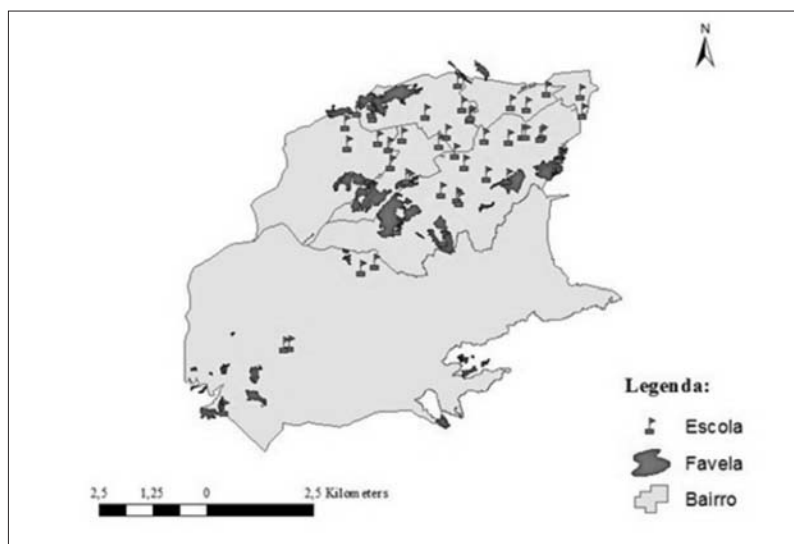 N
Legenda:
Escola
Favela
Bairro
2,5 1,25 0 2,5 Kilometers